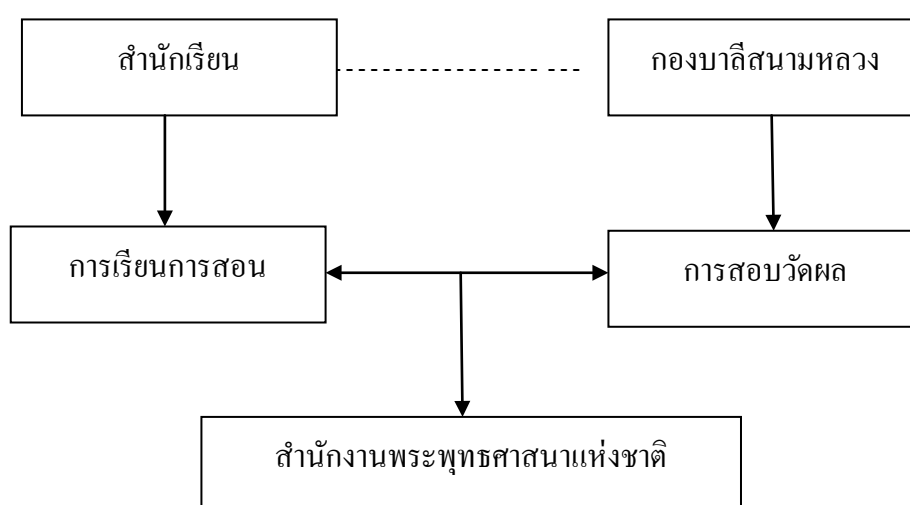 สำนักเรียน
กองบาลีสนามหลวง
การเรียนการสอน
การสอบวัดผล
สำนักงานพระพุทธศาสนาแห่งชาติ